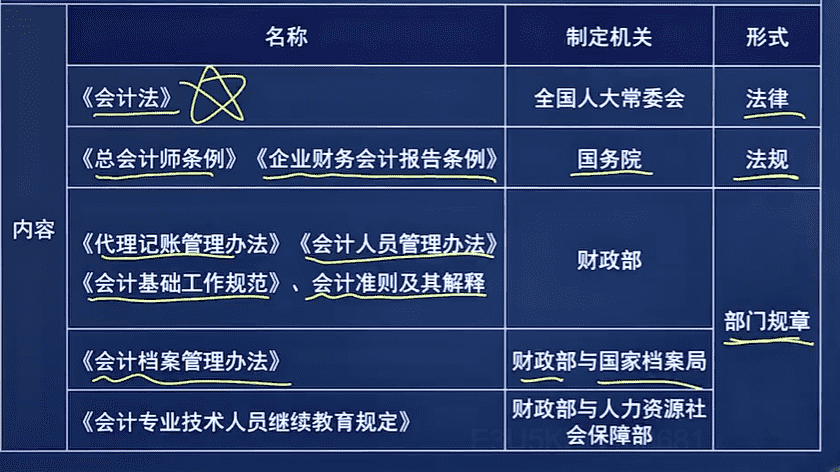 名称 制定机关 形式
内容
《会计法》 全国人大常委会 法律
《总会计师条例》《企业财务会计报告条例》 国务院 法规
《代理记账管理办法》《会计人员管理办法》
《会计基础工作规范》、会计准则及其解释
财政部
部门规章
《会计档案管理办法》 财政部与国家档案局
《会计专业技术人员继续教育规定》 财政部与人力资源社
会保障部